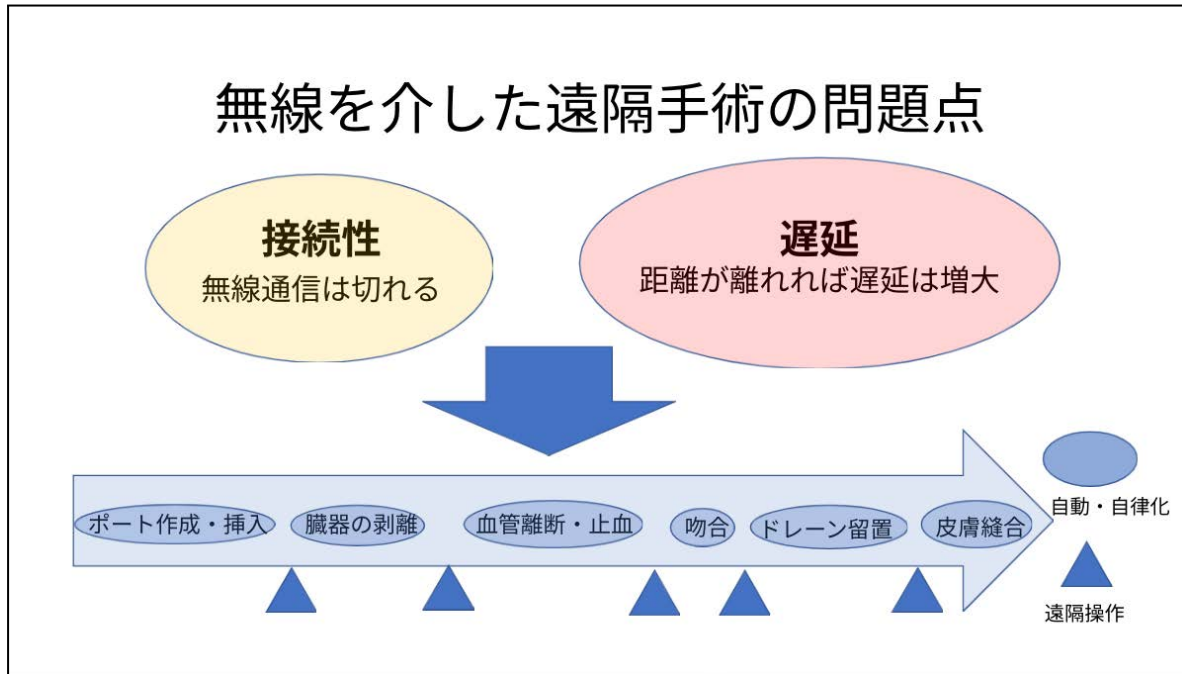 無線を介した遠隔手術の問題点
接続性
無線通信は切れる
遅延
距離が離れれば遅延は増大
ポート作成・挿入
臓器の剥離
血管離断・止血
吻合
ドレーン留置
皮膚縫合
自動・自律化
遠隔操作